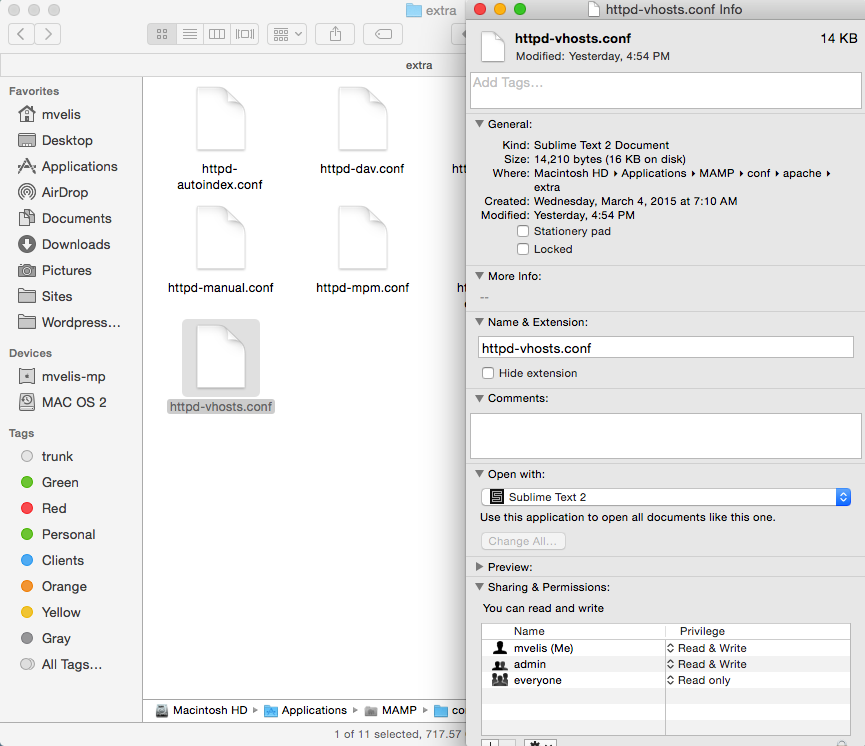 extra
extra
Favorites
mvelis
Desktop
Applications
AirDrop
Documents
Downloads
Pictures
Sites
Wordpress...
Devices
mvelis-mp
MAC OS 2
Tags
trunk
Green
Red
Personal
Clients
Orange
Yellow
Gray
All Tags...
httpd-
autoindex.conf
httpd-dav.conf
htt
httpd-manual.conf
httpd-mpm.conf
httpd-vhosts.conf
Macintosh HD ▸ Applications ▸ MAMP ▸ co
1 of 11 selected, 717.57
httpd-vhosts.conf Info
httpd-vhosts.conf 14 KB
Modified: Yesterday, 4:54 PM
Add Tags...
General:
Kind: Sublime Text 2 Document
Size: 14,210 bytes (16 KB on disk)
Where: Macintosh HD ▸ Applications ▸ MAMP ▸ conf ▸ apache ▸
extra
Created: Wednesday, March 4, 2015 at 7:10 AM
Modified: Yesterday, 4:54 PM
Stationery pad
Locked
More Info:
--
Name & Extension:
httpd-vhosts.conf
Hide extension
Comments:
Open with:
Sublime Text 2
Use this application to open all documents like this one.
Change All...
Preview:
Sharing & Permissions:
You can read and write
Name Privilege
mvelis (Me) Read & Write
admin Read & Write
everyone Read only